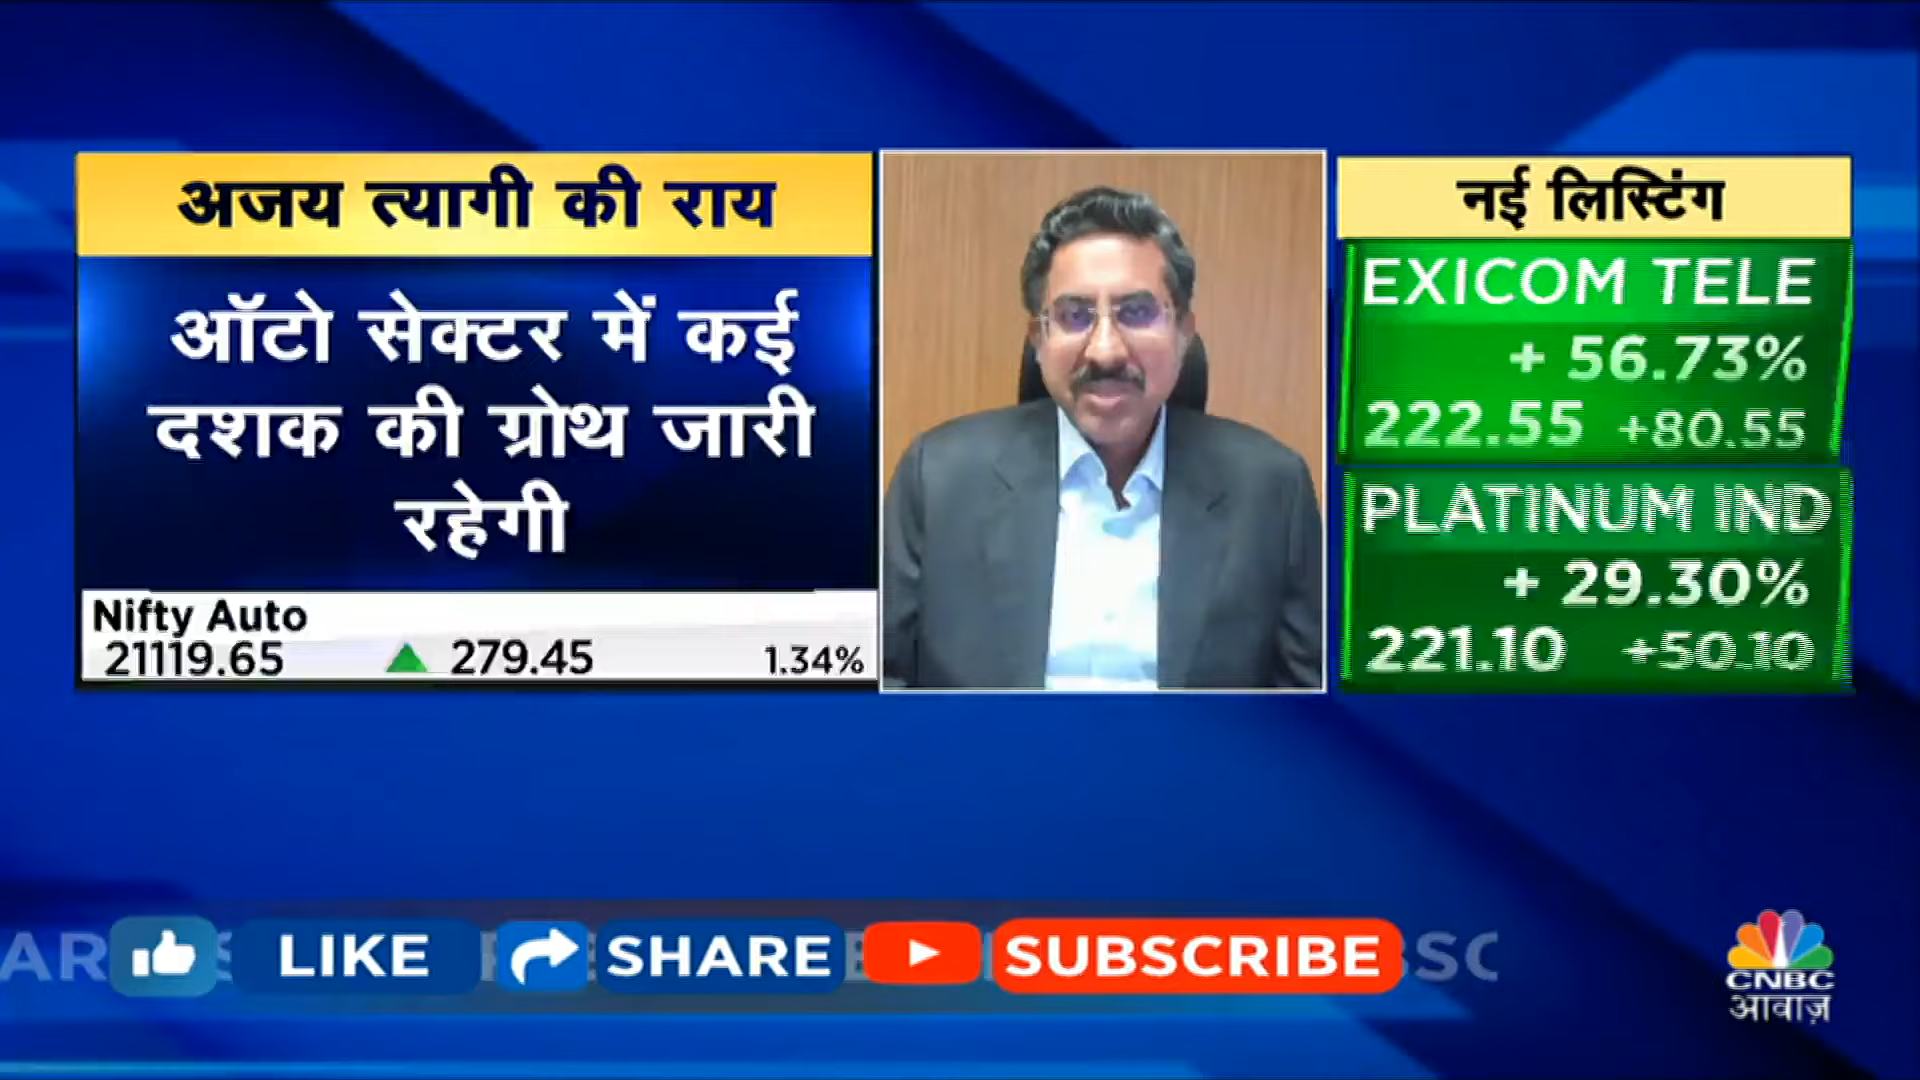 अजय त्यागी की राय
ऑटो सेक्टर में कई
दशक की ग्रोथ जारी
रहेगी
Nifty Auto
21119.65 279.45 1.34%
नई लिस्टिंग
EXICOM TELE
+ 56.73%
222.55 +80.55
PLATINUM IND
+ 29.30%
221.10 +50.10
LIKE SHARE SUBSCRIBE
CNBC
आवाज़